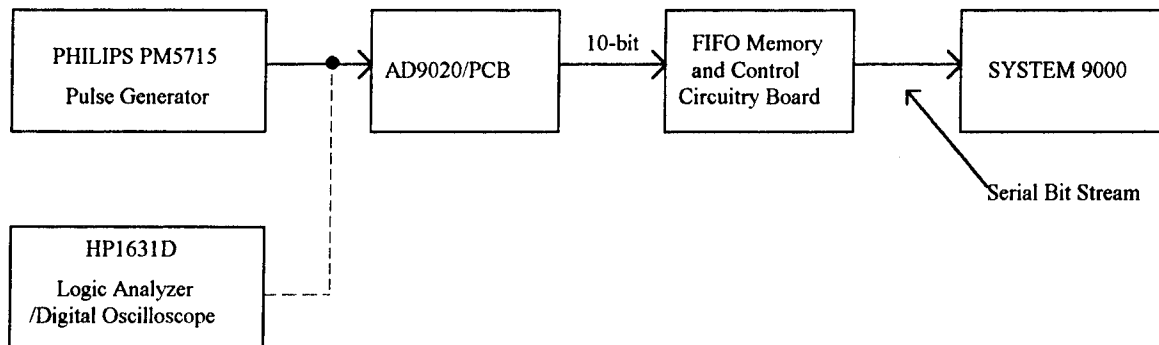 PHILIPS PM5715
Pulse Generator
AD9020/PCB
10-bit
FIFO Memory
and Control
Circuitry Board
SYSTEM 9000
Serial Bit Stream
HP1631D
Logic Analyzer
/Digital Oscilloscope